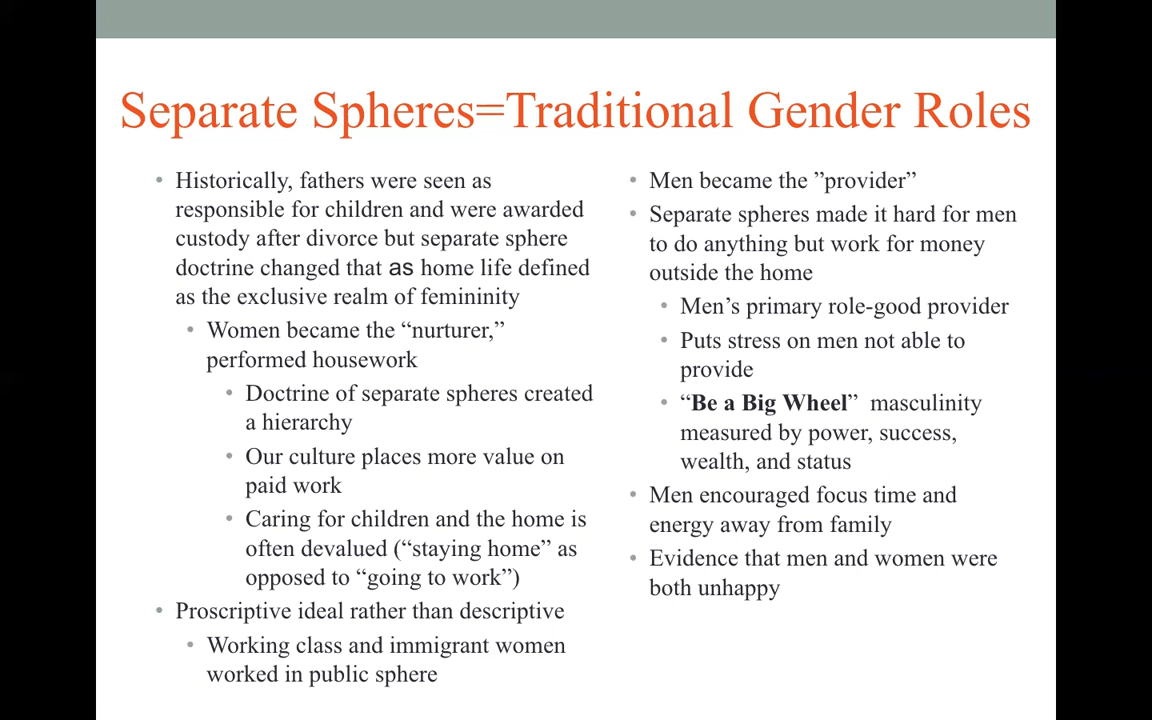 Separate Spheres=Traditional Gender Roles
• Historically, fathers were seen as
responsible for children and were awarded
custody after divorce but separate sphere
doctrine changed that as home life defined
as the exclusive realm of femininity
• Women became the “nurturer,”
performed housework
• Doctrine of separate spheres created
a hierarchy
• Our culture places more value on
paid work
• Caring for children and the home is
often devalued (“staying home” as
opposed to “going to work”)
• Proscriptive ideal rather than descriptive
• Working class and immigrant women
worked in public sphere
• Men became the ”provider”
• Separate spheres made it hard for men
to do anything but work for money
outside the home
• Men’s primary role-good provider
• Puts stress on men not able to
provide
• “Be a Big Wheel” masculinity
measured by power, success,
wealth, and status
• Men encouraged focus time and
energy away from family
• Evidence that men and women were
both unhappy